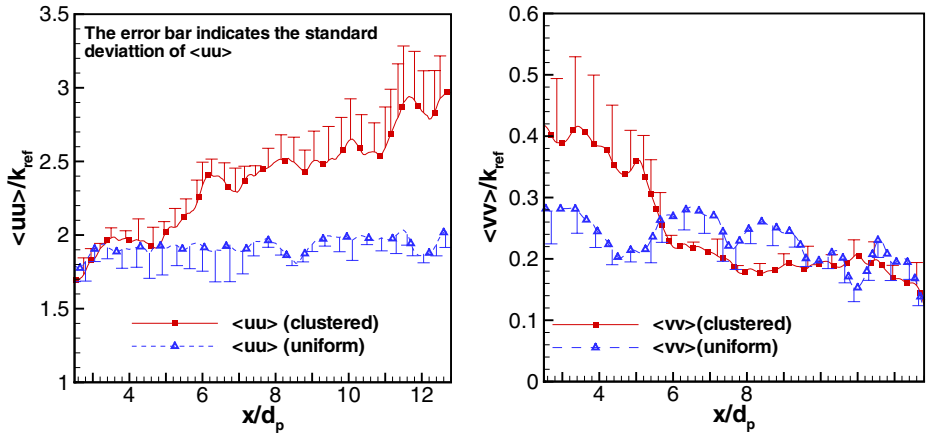 The error bar indicates the standard
deviattion of <uu>
<uu>/k_ref
3.5
3
2.5
2
1.5
1
<uu> (clustered)
<uu> (uniform)
4 6 8 10 12
x/d_p
<vv>/k_ref
0.6
0.5
0.4
0.3
0.2
0.1
0
<vv>(clustered)
<vv>(uniform)
4 6 8
x/d_p